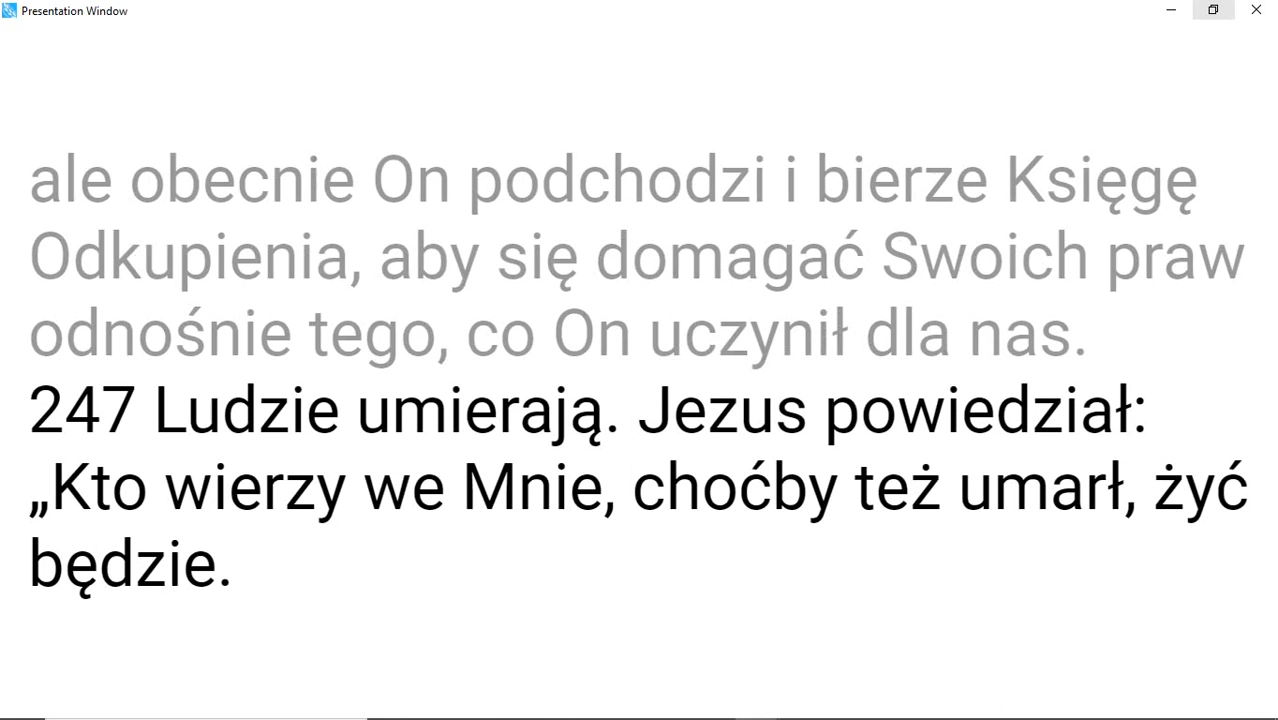 Presentation Window
ale obecnie On podchodzi i bierze Księgę
Odkupienia, aby się domagać Swoich praw
odnośnie tego, co On uczynił dla nas.
247 Ludzie umierają. Jezus powiedział:
„Kto wierzy we Mnie, choćby też umarł, żyć
będzie.